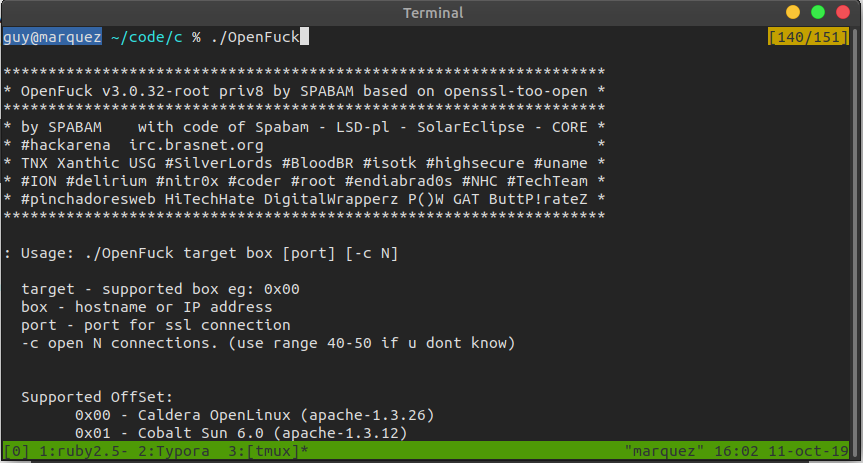 Terminal
guy@marquez ~/code/c % ./OpenFuck [140/151]
*******************************************************************
* OpenFuck v3.0.32-root priv8 by SPABAM based on openssl-too-open *
*******************************************************************
* by SPABAM    with code of Spabam - LSD-pl - SolarEclipse - CORE *
* #hackarena  irc.brasnet.org                                     *
* TNX Xanthic USG #SilverLords #BloodBR #isotk #highsecure #uname *
* #ION #delirium #nitr0x #coder #root #endiabrad0s #NHC #TechTeam *
* #pinchadoresweb HiTechHate DigitalWrapperz P()W GAT ButtP!rateZ *
*******************************************************************
: Usage: ./OpenFuck target box [port] [-c N]
target - supported box eg: 0x00
box - hostname or IP address
port - port for ssl connection
-c open N connections. (use range 40-50 if u dont know)
Supported OffSet:
0x00 - Caldera OpenLinux (apache-1.3.26)
0x01 - Cobalt Sun 6.0 (apache-1.3.12)
[0] 1:ruby2.5- 2:Typora  3:[tmux]* "marquez" 16:02 11-oct-19